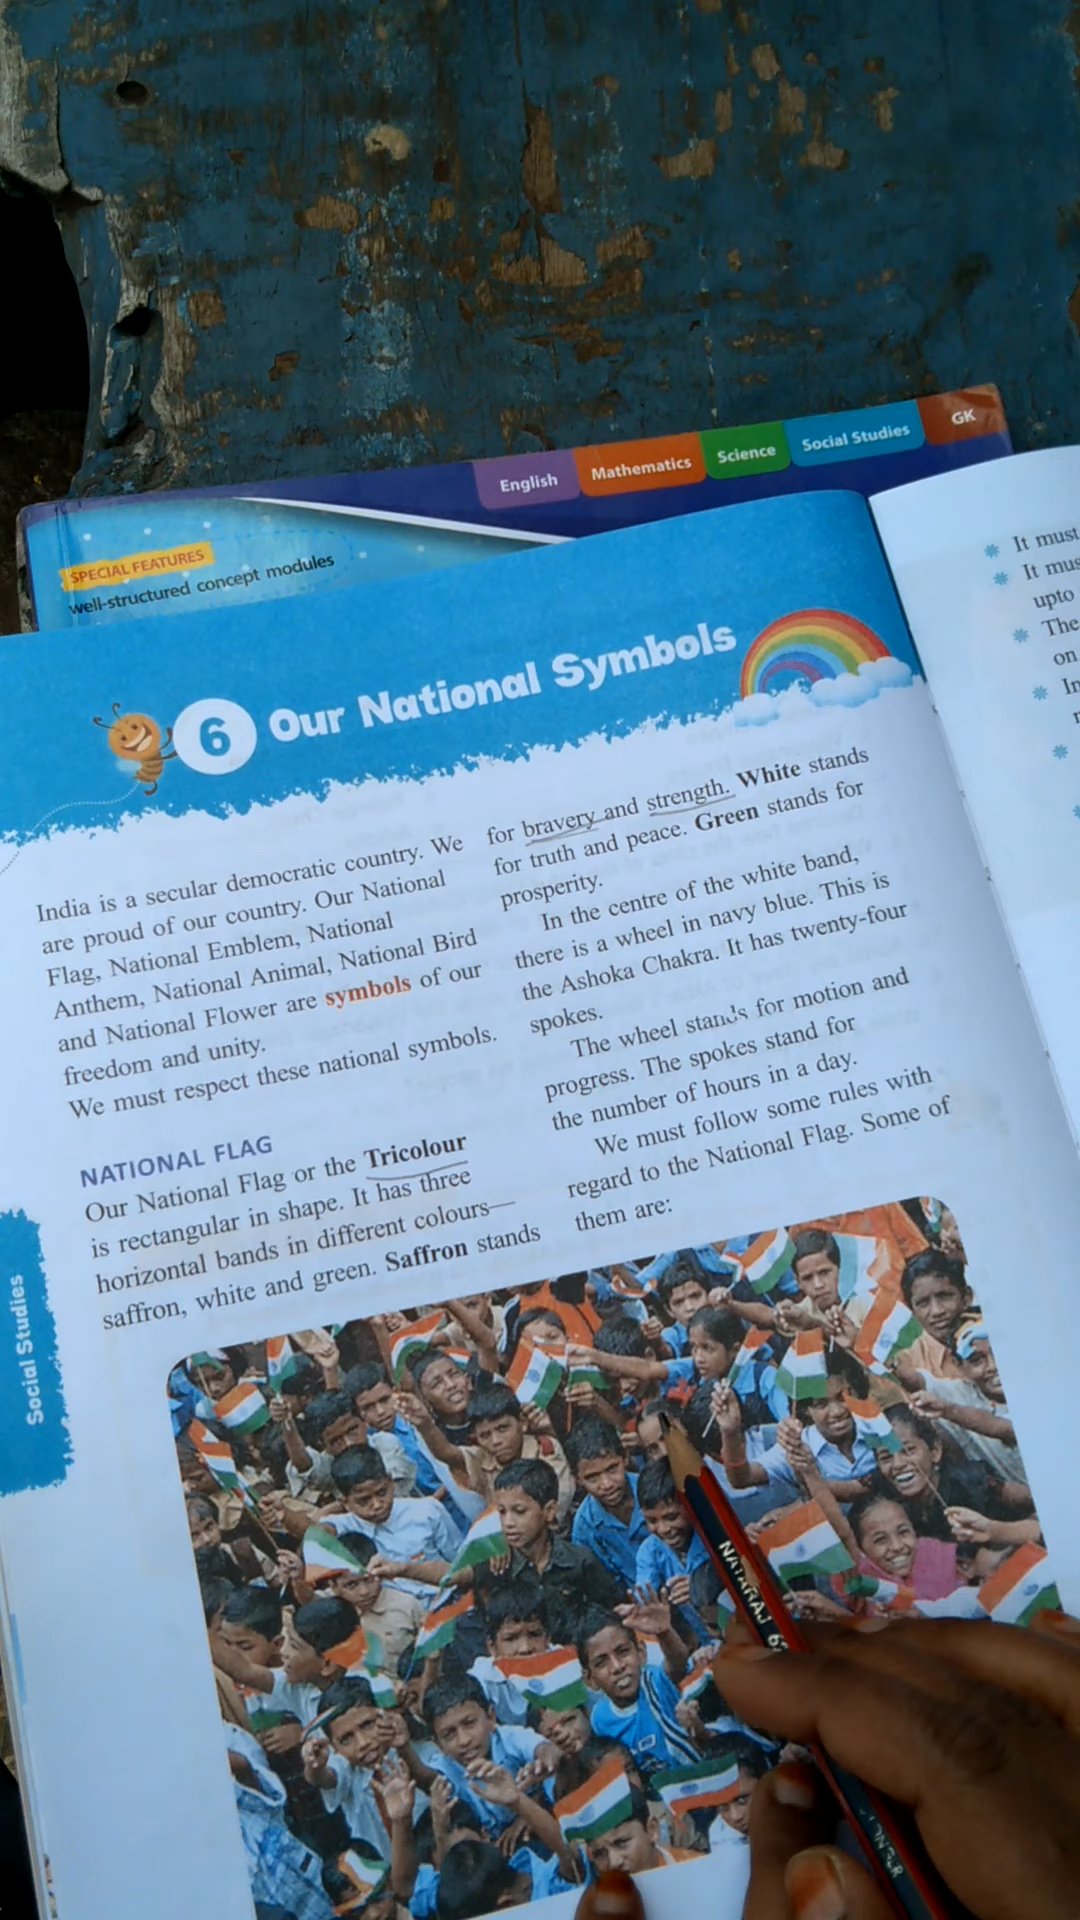 English
Mathematics
Science
Social Studies
GK
SPECIAL FEATURES
well-structured concept modules
6 Our National Symbols
India is a secular democratic country. We
are proud of our country. Our National
Flag, National Emblem, National
Anthem, National Animal, National Bird
and National Flower are symbols of our
freedom and unity.
We must respect these national symbols.
NATIONAL FLAG
Our National Flag or the Tricolour
is rectangular in shape. It has three
horizontal bands in different colours—
saffron, white and green. Saffron stands
for bravery and strength. White stands
for truth and peace. Green stands for
prosperity.
In the centre of the white band,
there is a wheel in navy blue. This is
the Ashoka Chakra. It has twenty-four
spokes.
The wheel stands for motion and
progress. The spokes stand for
the number of hours in a day.
We must follow some rules with
regard to the National Flag. Some of
them are:
Social Studies
It must
It mus
upto
The
on
In
NATARAJ